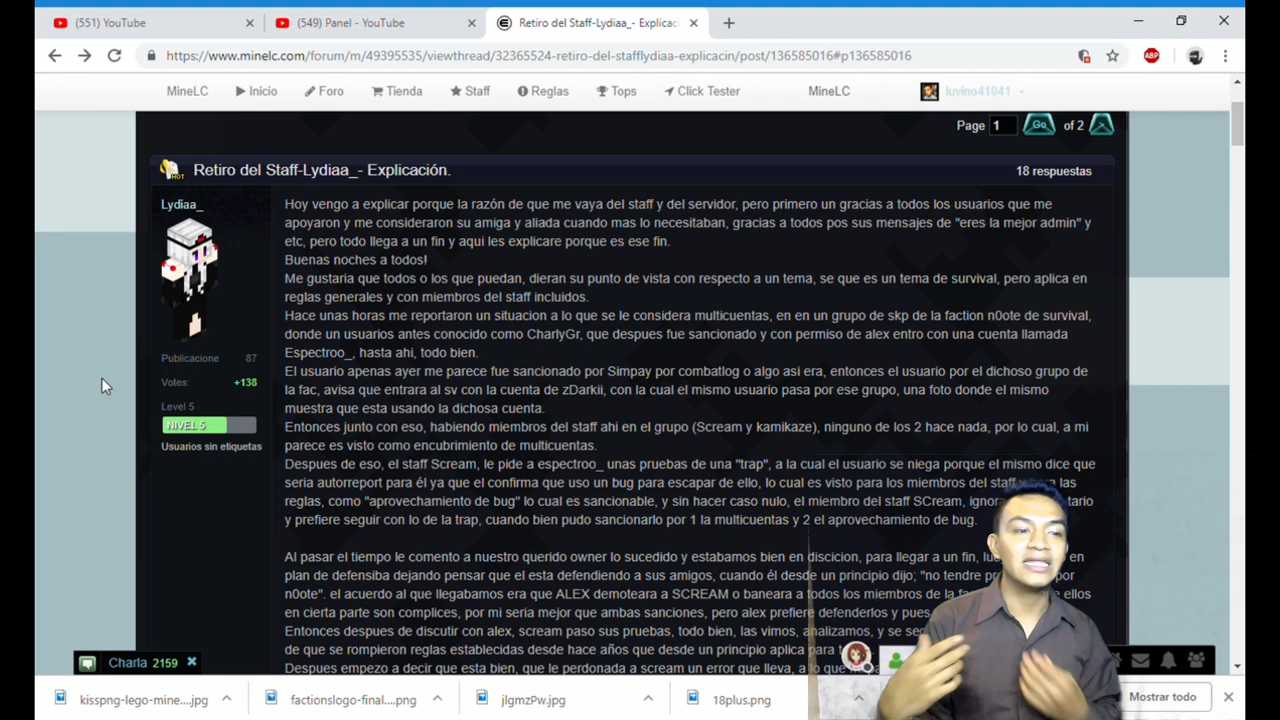 (551) YouTube
(549) Panel - YouTube
Retiro del Staff-Lydiaa_- Explicac
https://www.minelc.com/forum/m/49395535/viewthread/32365524-retiro-del-stafflydiaa-explicacin/post/136585016#p136585016
ABP
MineLC Inicio Foro Tienda Staff Reglas Tops Click Tester MineLC luvino41041
Page 1 Go of 2
HOT Retiro del Staff-Lydiaa_- Explicación. 18 respuestas
Lydiaa_
Publicacione 87
Votes: +138
Level 5
NIVEL 5
Usuarios sin etiquetas
Hoy vengo a explicar porque la razón de que me vaya del staff y del servidor, pero primero un gracias a todos los usuarios que me
apoyaron y me consideraron su amiga y aliada cuando mas lo necesitaban, gracias a todos pos sus mensajes de "eres la mejor admin" y
etc, pero todo llega a un fin y aqui les explicare porque es ese fin.
Buenas noches a todos!
Me gustaria que todos o los que puedan, dieran su punto de vista con respecto a un tema, se que es un tema de survival, pero aplica en
reglas generales y con miembros del staff incluidos.
Hace unas horas me reportaron un situacion a lo que se le considera multicuentas, en en un grupo de skp de la faction n0ote de survival,
donde un usuarios antes conocido como CharlyGr, que despues fue sancionado y con permiso de alex entro con una cuenta llamada
Espectroo_, hasta ahi, todo bien.
El usuario apenas ayer me parece fue sancionado por Simpay por combatlog o algo asi era, entonces el usuario por el dichoso grupo de
la fac, avisa que entrara al sv con la cuenta de zDarkii, con la cual el mismo usuario pasa por ese grupo, una foto donde el mismo
muestra que esta usando la dichosa cuenta.
Entonces junto con eso, habiendo miembros del staff ahi en el grupo (Scream y kamikaze), ninguno de los 2 hace nada, por lo cual, a mi
parece es visto como encubrimiento de multicuentas.
Despues de eso, el staff Scream, le pide a espectroo_ unas pruebas de una "trap", a la cual el usuario se niega porque el mismo dice que
seria autorreport para él ya que el confirma que uso un bug para escapar de ello, lo cual es visto para los miembros del staff las
reglas, como "aprovechamiento de bug" lo cual es sancionable, y sin hacer caso nulo, el miembro del staff SCream, ignora
y prefiere seguir con lo de la trap, cuando bien pudo sancionarlo por 1 la multicuentas y 2 el aprovechamiento de bug.
Al pasar el tiempo le comento a nuestro querido owner lo sucedido y estabamos bien en discicion, para llegar a un fin, en
plan de defensiba dejando pensar que el esta defendiendo a sus amigos, cuando él desde un principio dijo; "no tendre por
n0ote". el acuerdo al que llegabamos era que ALEX demoteara a SCREAM o baneara a todos los miembros de la ellos
en cierta parte son complices, por mi seria mejor que ambas sanciones, pero alex prefiere defenderlos y pues
Entonces despues de discutir con alex, scream paso sus pruebas, todo bien, las vimos, analizamos, y se
de que se rompieron reglas establecidas desde hace años que desde un principio aplica para
Despues empezo a decir que esta bien, que le perdonada a scream un error que lleva, a lo que
Charla 2159
kisspng-lego-mine....jpg
factionslogo-final....png
jlgmzPw.jpg
18plus.png
Mostrar todo